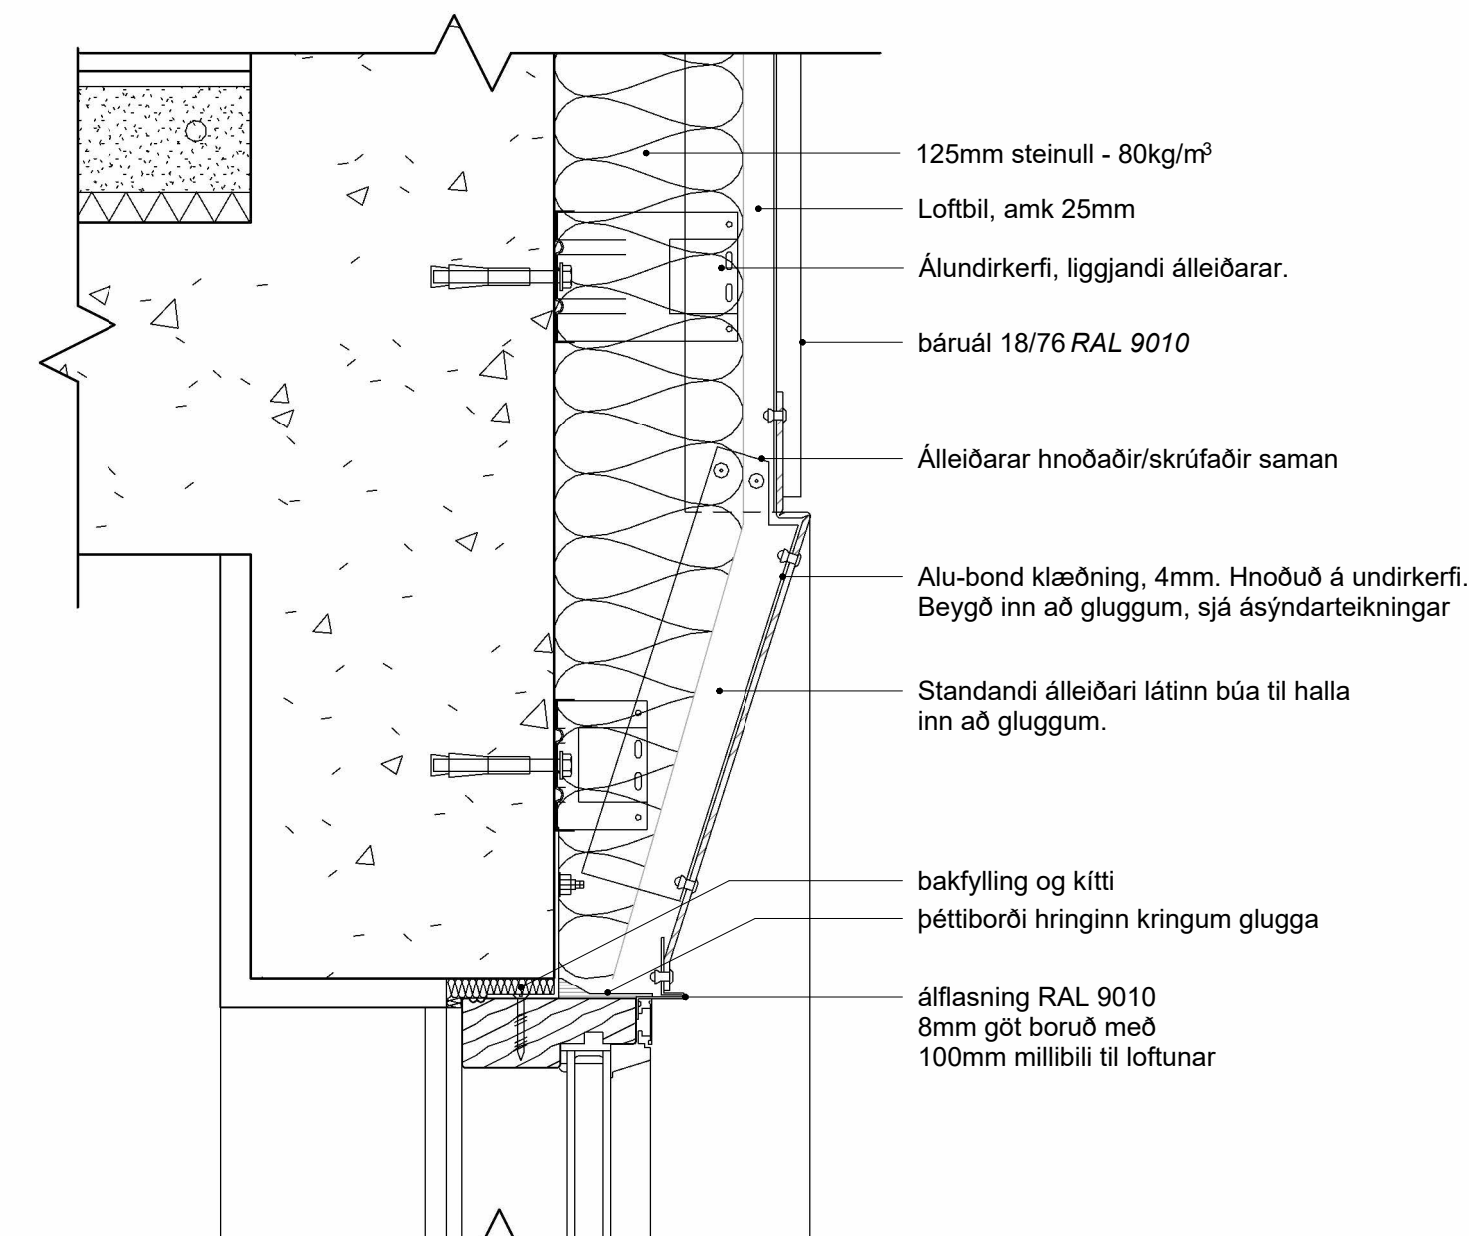 125mm steinull - 80kg/m³
Loftbil, amk 25mm
Álundirkerfi, liggjandi álleiðarar.
báruál 18/76 RAL 9010
Álleiðarar hnoðaðir/skrúfaðir saman
Alu-bond klæðning, 4mm. Hnoðuð á undirkerfi.
Beygð inn að gluggum, sjá ásýndarteikningar
Standandi álleiðari látinn búa til halla
inn að gluggum.
bakfylling og kítti
þéttiborði hringinn kringum glugga
álflasning RAL 9010
8mm göt boruð með
100mm millibili til loftunar